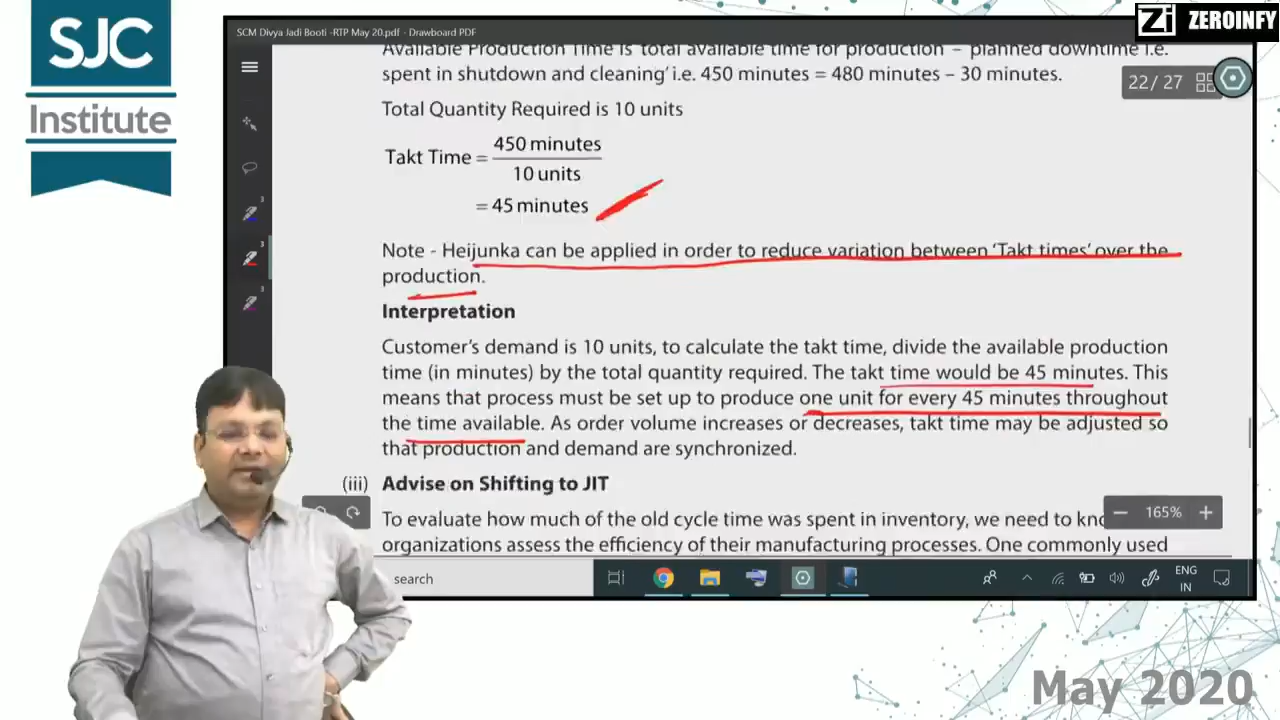 SJC
Institute
ZEROINFY
SCM Divya Jadi Booti -RTP May 20.pdf - Drawboard PDF
22 / 27
Available Production Time is total available time for production – planned downtime i.e.
spent in shutdown and cleaning' i.e. 450 minutes = 480 minutes – 30 minutes.
Total Quantity Required is 10 units
Takt Time = 450 minutes
10 units
= 45 minutes
Note - Heijunka can be applied in order to reduce variation between 'Takt times' over the
production.
Interpretation
Customer's demand is 10 units, to calculate the takt time, divide the available production
time (in minutes) by the total quantity required. The takt time would be 45 minutes. This
means that process must be set up to produce one unit for every 45 minutes throughout
the time available. As order volume increases or decreases, takt time may be adjusted so
that production and demand are synchronized.
(iii) Advise on Shifting to JIT
To evaluate how much of the old cycle time was spent in inventory, we need to kno
organizations assess the efficiency of their manufacturing processes. One commonly used
165%
search
ENG
IN
May 2020